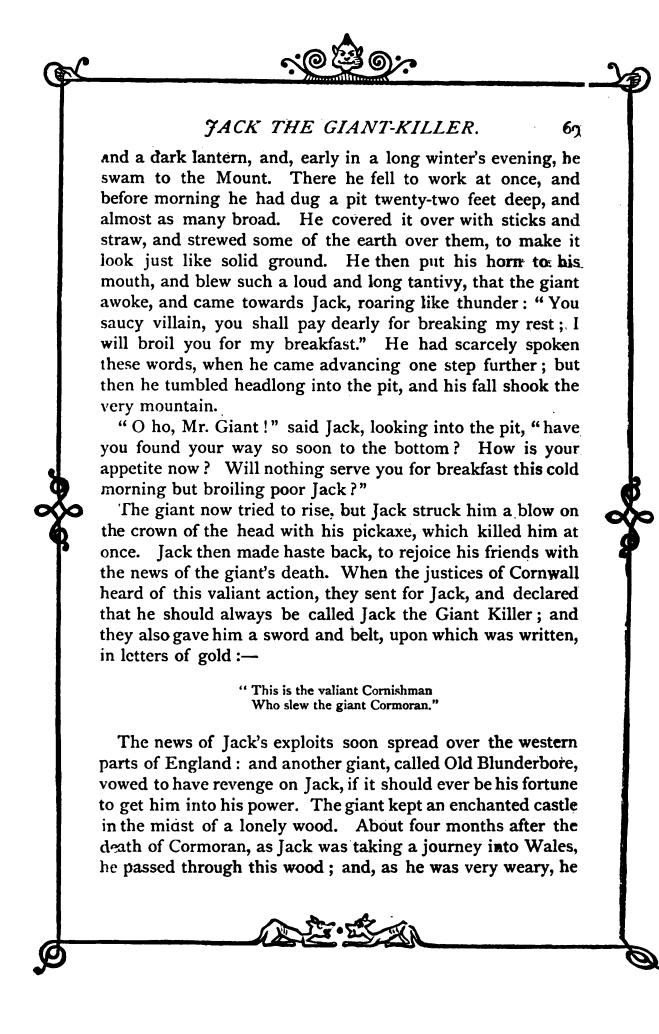 JACK THE GIANT-KILLER. 69
and a dark lantern, and, early in a long winter's evening, he
swam to the Mount. There he fell to work at once, and
before morning he had dug a pit twenty-two feet deep, and
almost as many broad. He covered it over with sticks and
straw, and strewed some of the earth over them, to make it
look just like solid ground. He then put his horn to his
mouth, and blew such a loud and long tantivy, that the giant
awoke, and came towards Jack, roaring like thunder: "You
saucy villain, you shall pay dearly for breaking my rest; I
will broil you for my breakfast." He had scarcely spoken
these words, when he came advancing one step further; but
then he tumbled headlong into the pit, and his fall shook the
very mountain.
"O ho, Mr. Giant!" said Jack, looking into the pit, "have
you found your way so soon to the bottom? How is your
appetite now? Will nothing serve you for breakfast this cold
morning but broiling poor Jack?"
The giant now tried to rise, but Jack struck him a blow on
the crown of the head with his pickaxe, which killed him at
once. Jack then made haste back, to rejoice his friends with
the news of the giant's death. When the justices of Cornwall
heard of this valiant action, they sent for Jack, and declared
that he should always be called Jack the Giant Killer; and
they also gave him a sword and belt, upon which was written,
in letters of gold:—
"This is the valiant Cornishman
Who slew the giant Cormoran."
The news of Jack's exploits soon spread over the western
parts of England: and another giant, called Old Blunderbore,
vowed to have revenge on Jack, if it should ever be his fortune
to get him into his power. The giant kept an enchanted castle
in the midst of a lonely wood. About four months after the
death of Cormoran, as Jack was taking a journey into Wales,
he passed through this wood; and, as he was very weary, he